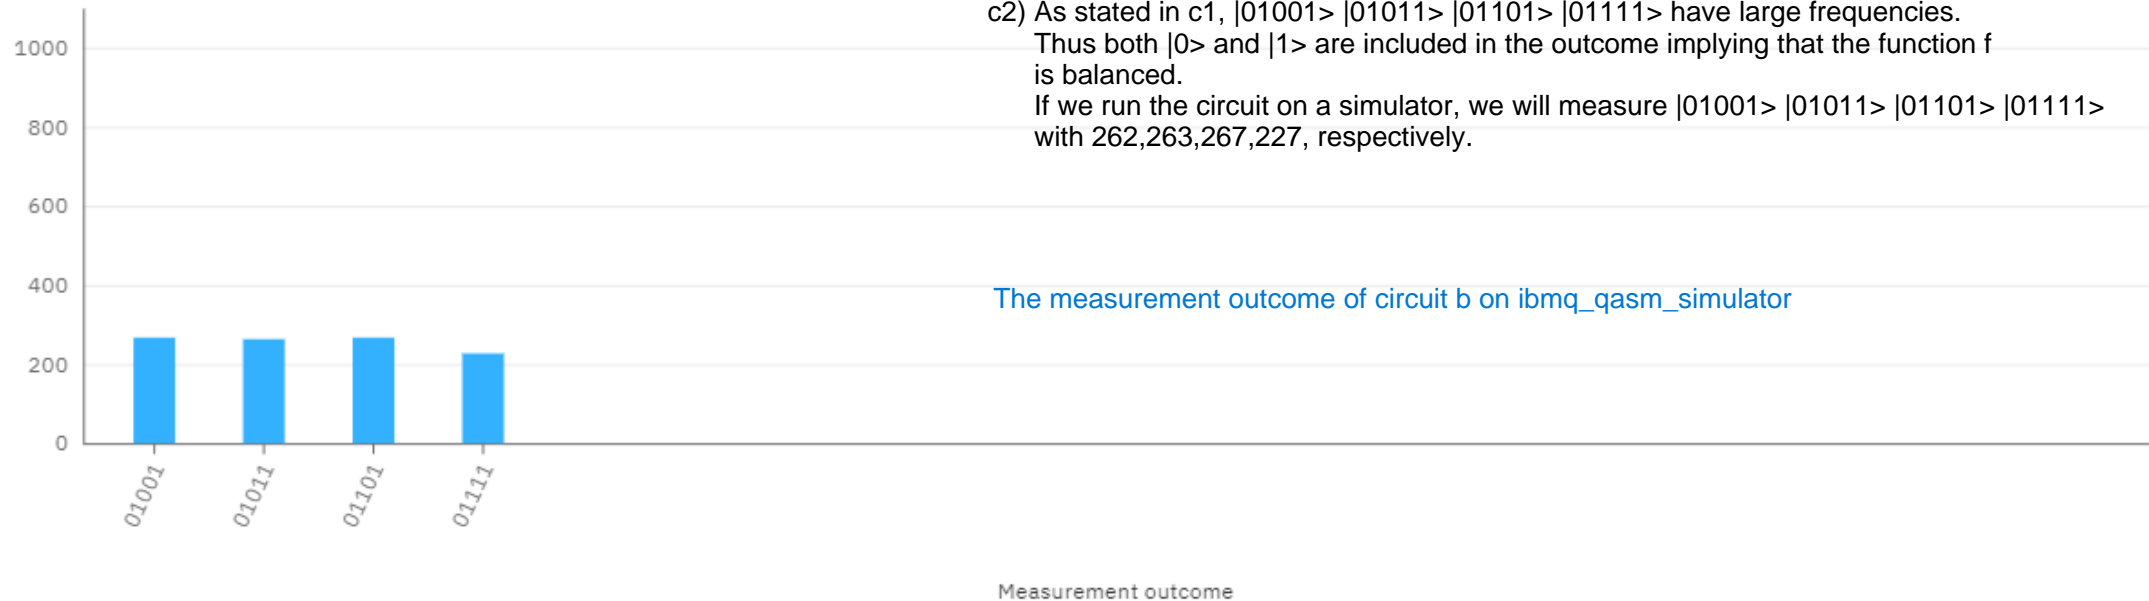 c2) As stated in c1, |01001> |01011> |01101> |01111> have large frequencies.
Thus both |0> and |1> are included in the outcome implying that the function f
is balanced.
If we run the circuit on a simulator, we will measure |01001> |01011> |01101> |01111>
with 262,263,267,227, respectively.
The measurement outcome of circuit b on ibmq_qasm_simulator
1000
800
600
400
200
0
01001
01011
01101
01111
Measurement outcome